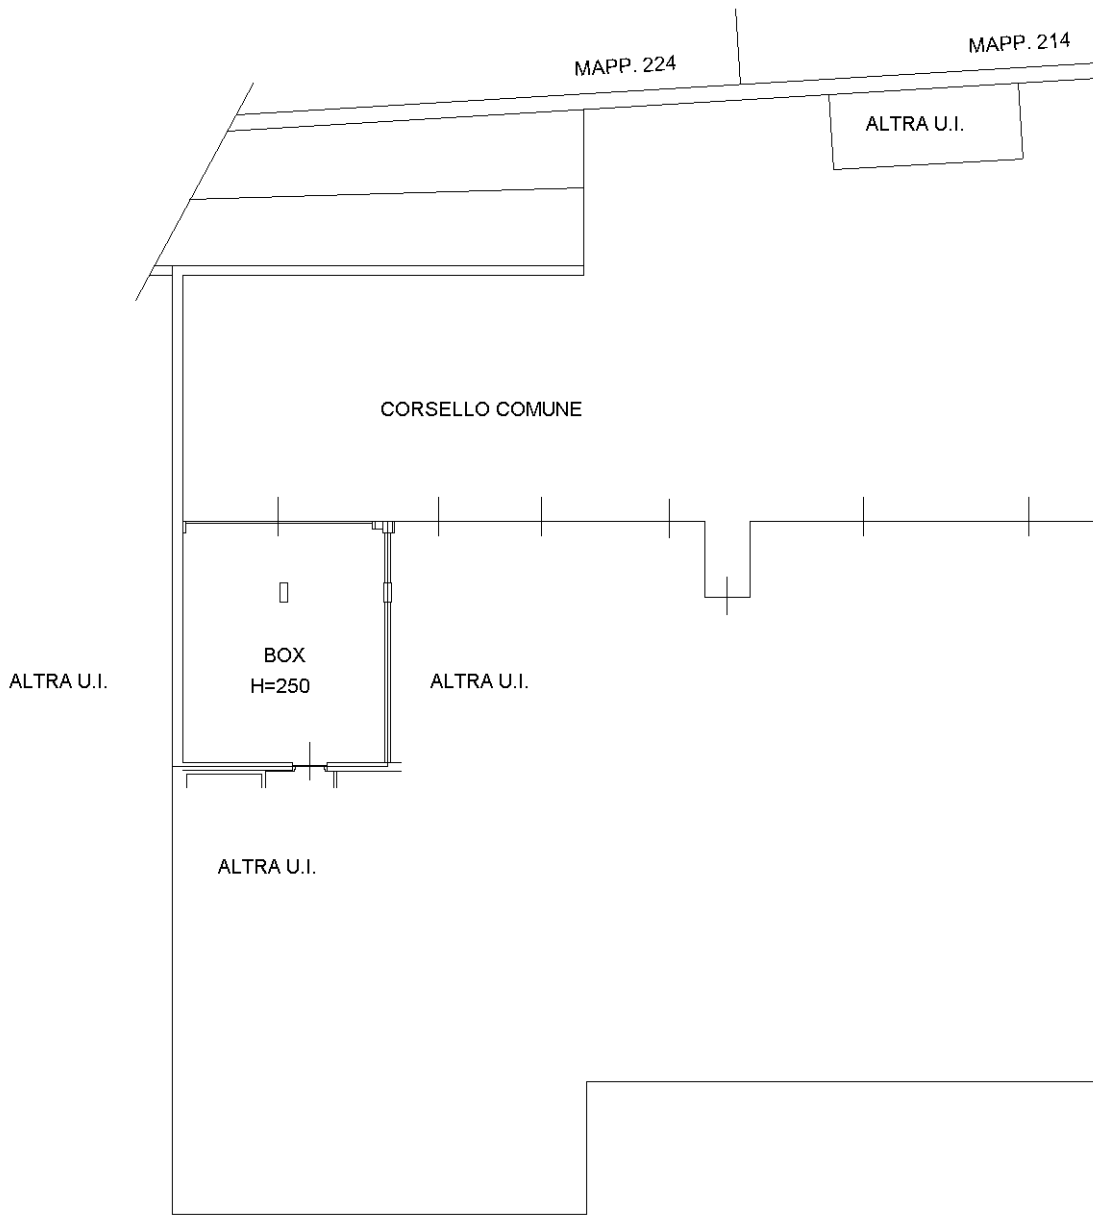 MAPP. 224
MAPP. 214
ALTRA U.I.
CORSELLO COMUNE
BOX
H=250
ALTRA U.I.
ALTRA U.I.
ALTRA U.I.